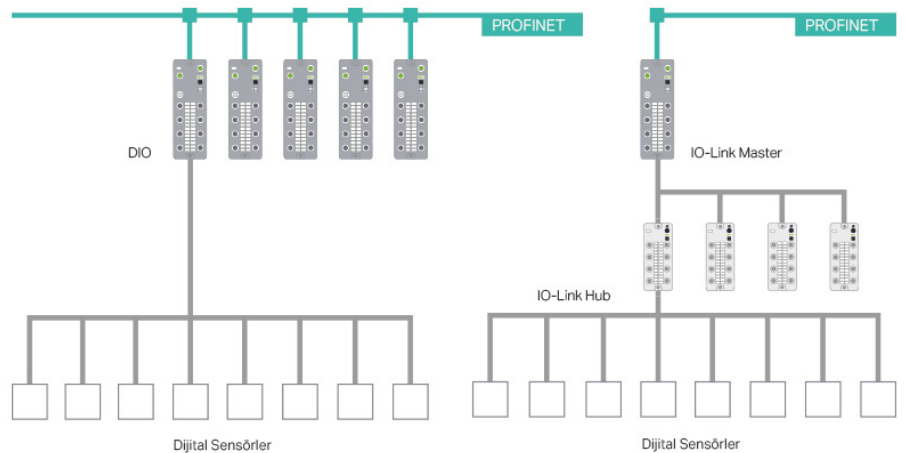 PROFINET
PROFINET
DIO
IO-Link Master
IO-Link Hub
Dijital Sensörler
Dijital Sensörler